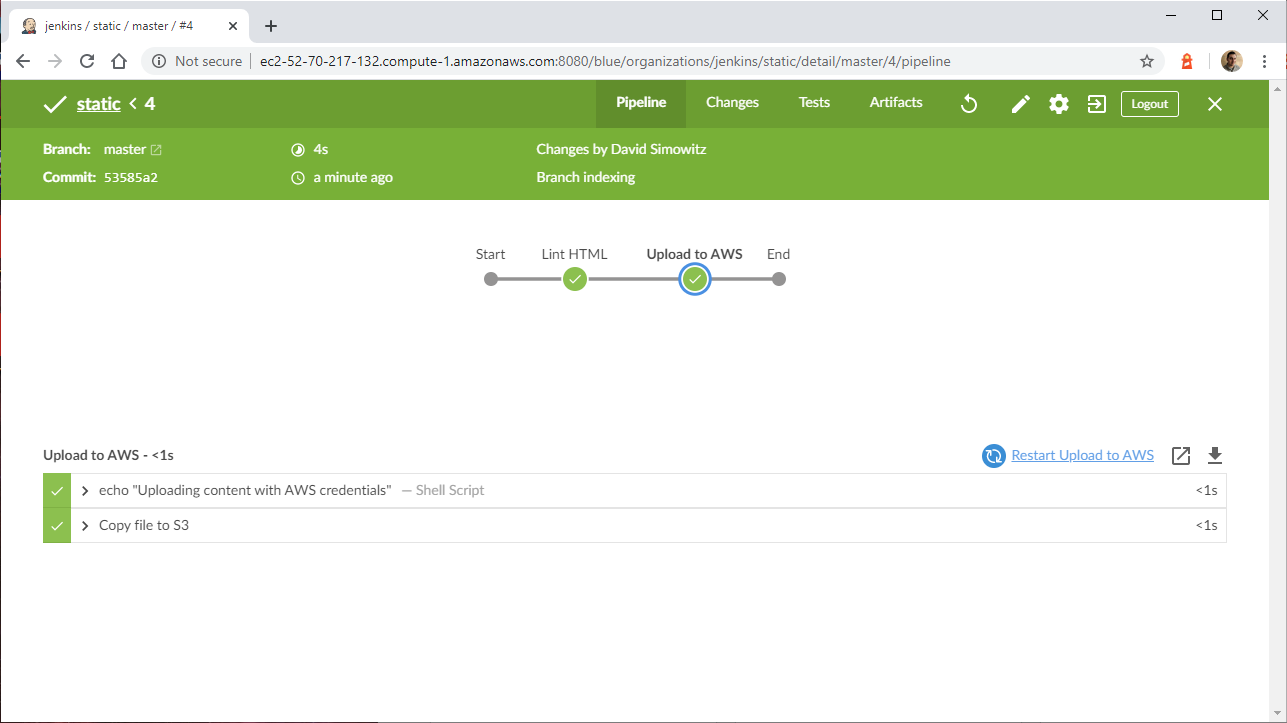 jenkins / static / master / #4
Not secure ec2-52-70-217-132.compute-1.amazonaws.com:8080/blue/organizations/jenkins/static/detail/master/4/pipeline
static < 4 Pipeline Changes Tests Artifacts Logout
Branch: master 4s Changes by David Simowitz
Commit: 53585a2 a minute ago Branch indexing
Start Lint HTML Upload to AWS End
Upload to AWS - <1s Restart Upload to AWS
echo "Uploading content with AWS credentials" — Shell Script <1s
Copy file to S3 <1s